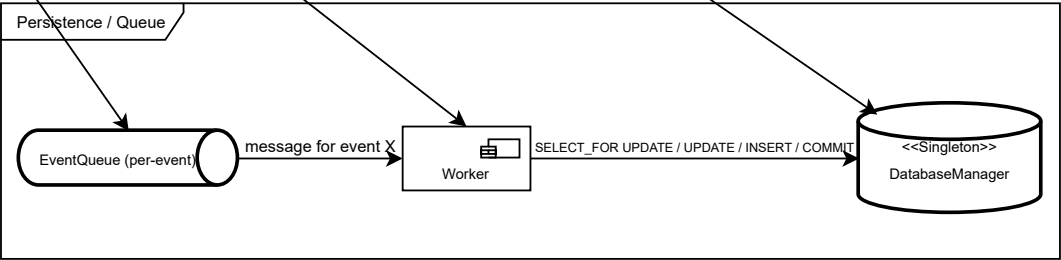 Persistence / Queue
EventQueue (per-event)
message for event X
Worker
SELECT_FOR UPDATE / UPDATE / INSERT / COMMIT
<<Singleton>>
DatabaseManager